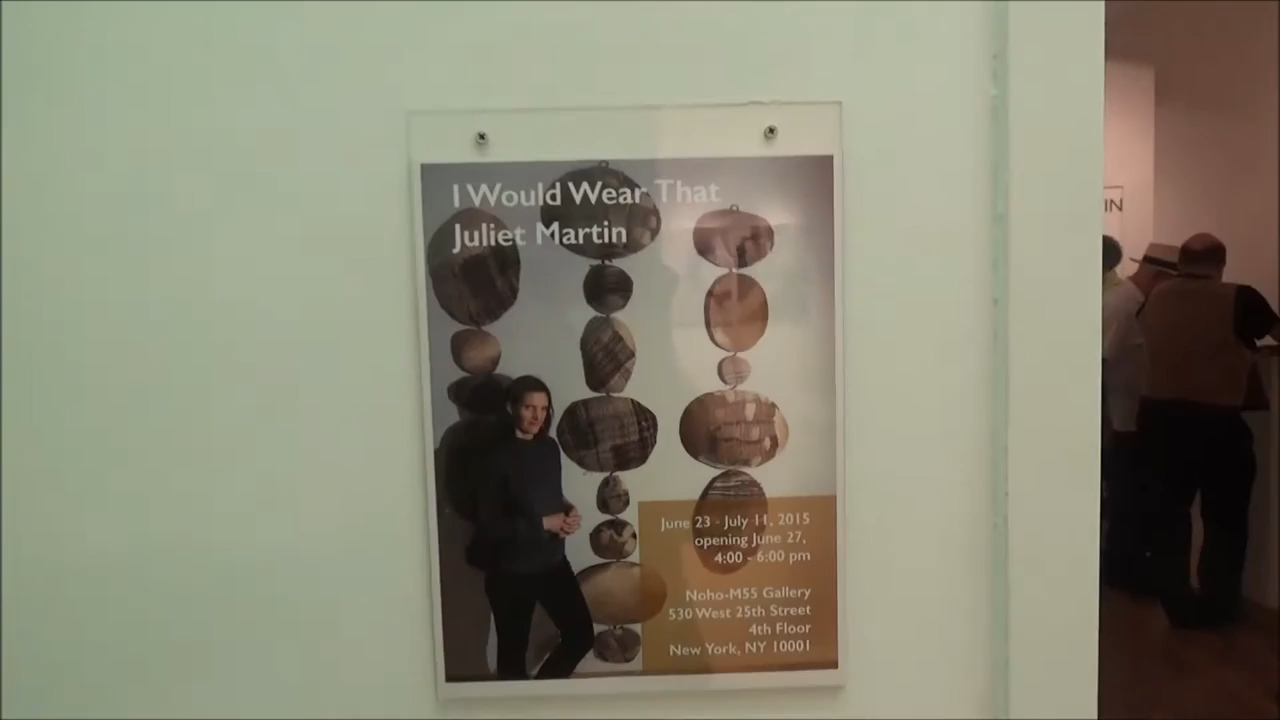 I Would Wear That
Juliet Martin
June 23 - July 11, 2015
opening June 27,
4:00 - 6:00 pm
Noho-M55 Gallery
530 West 25th Street
4th Floor
New York, NY 10001
IN